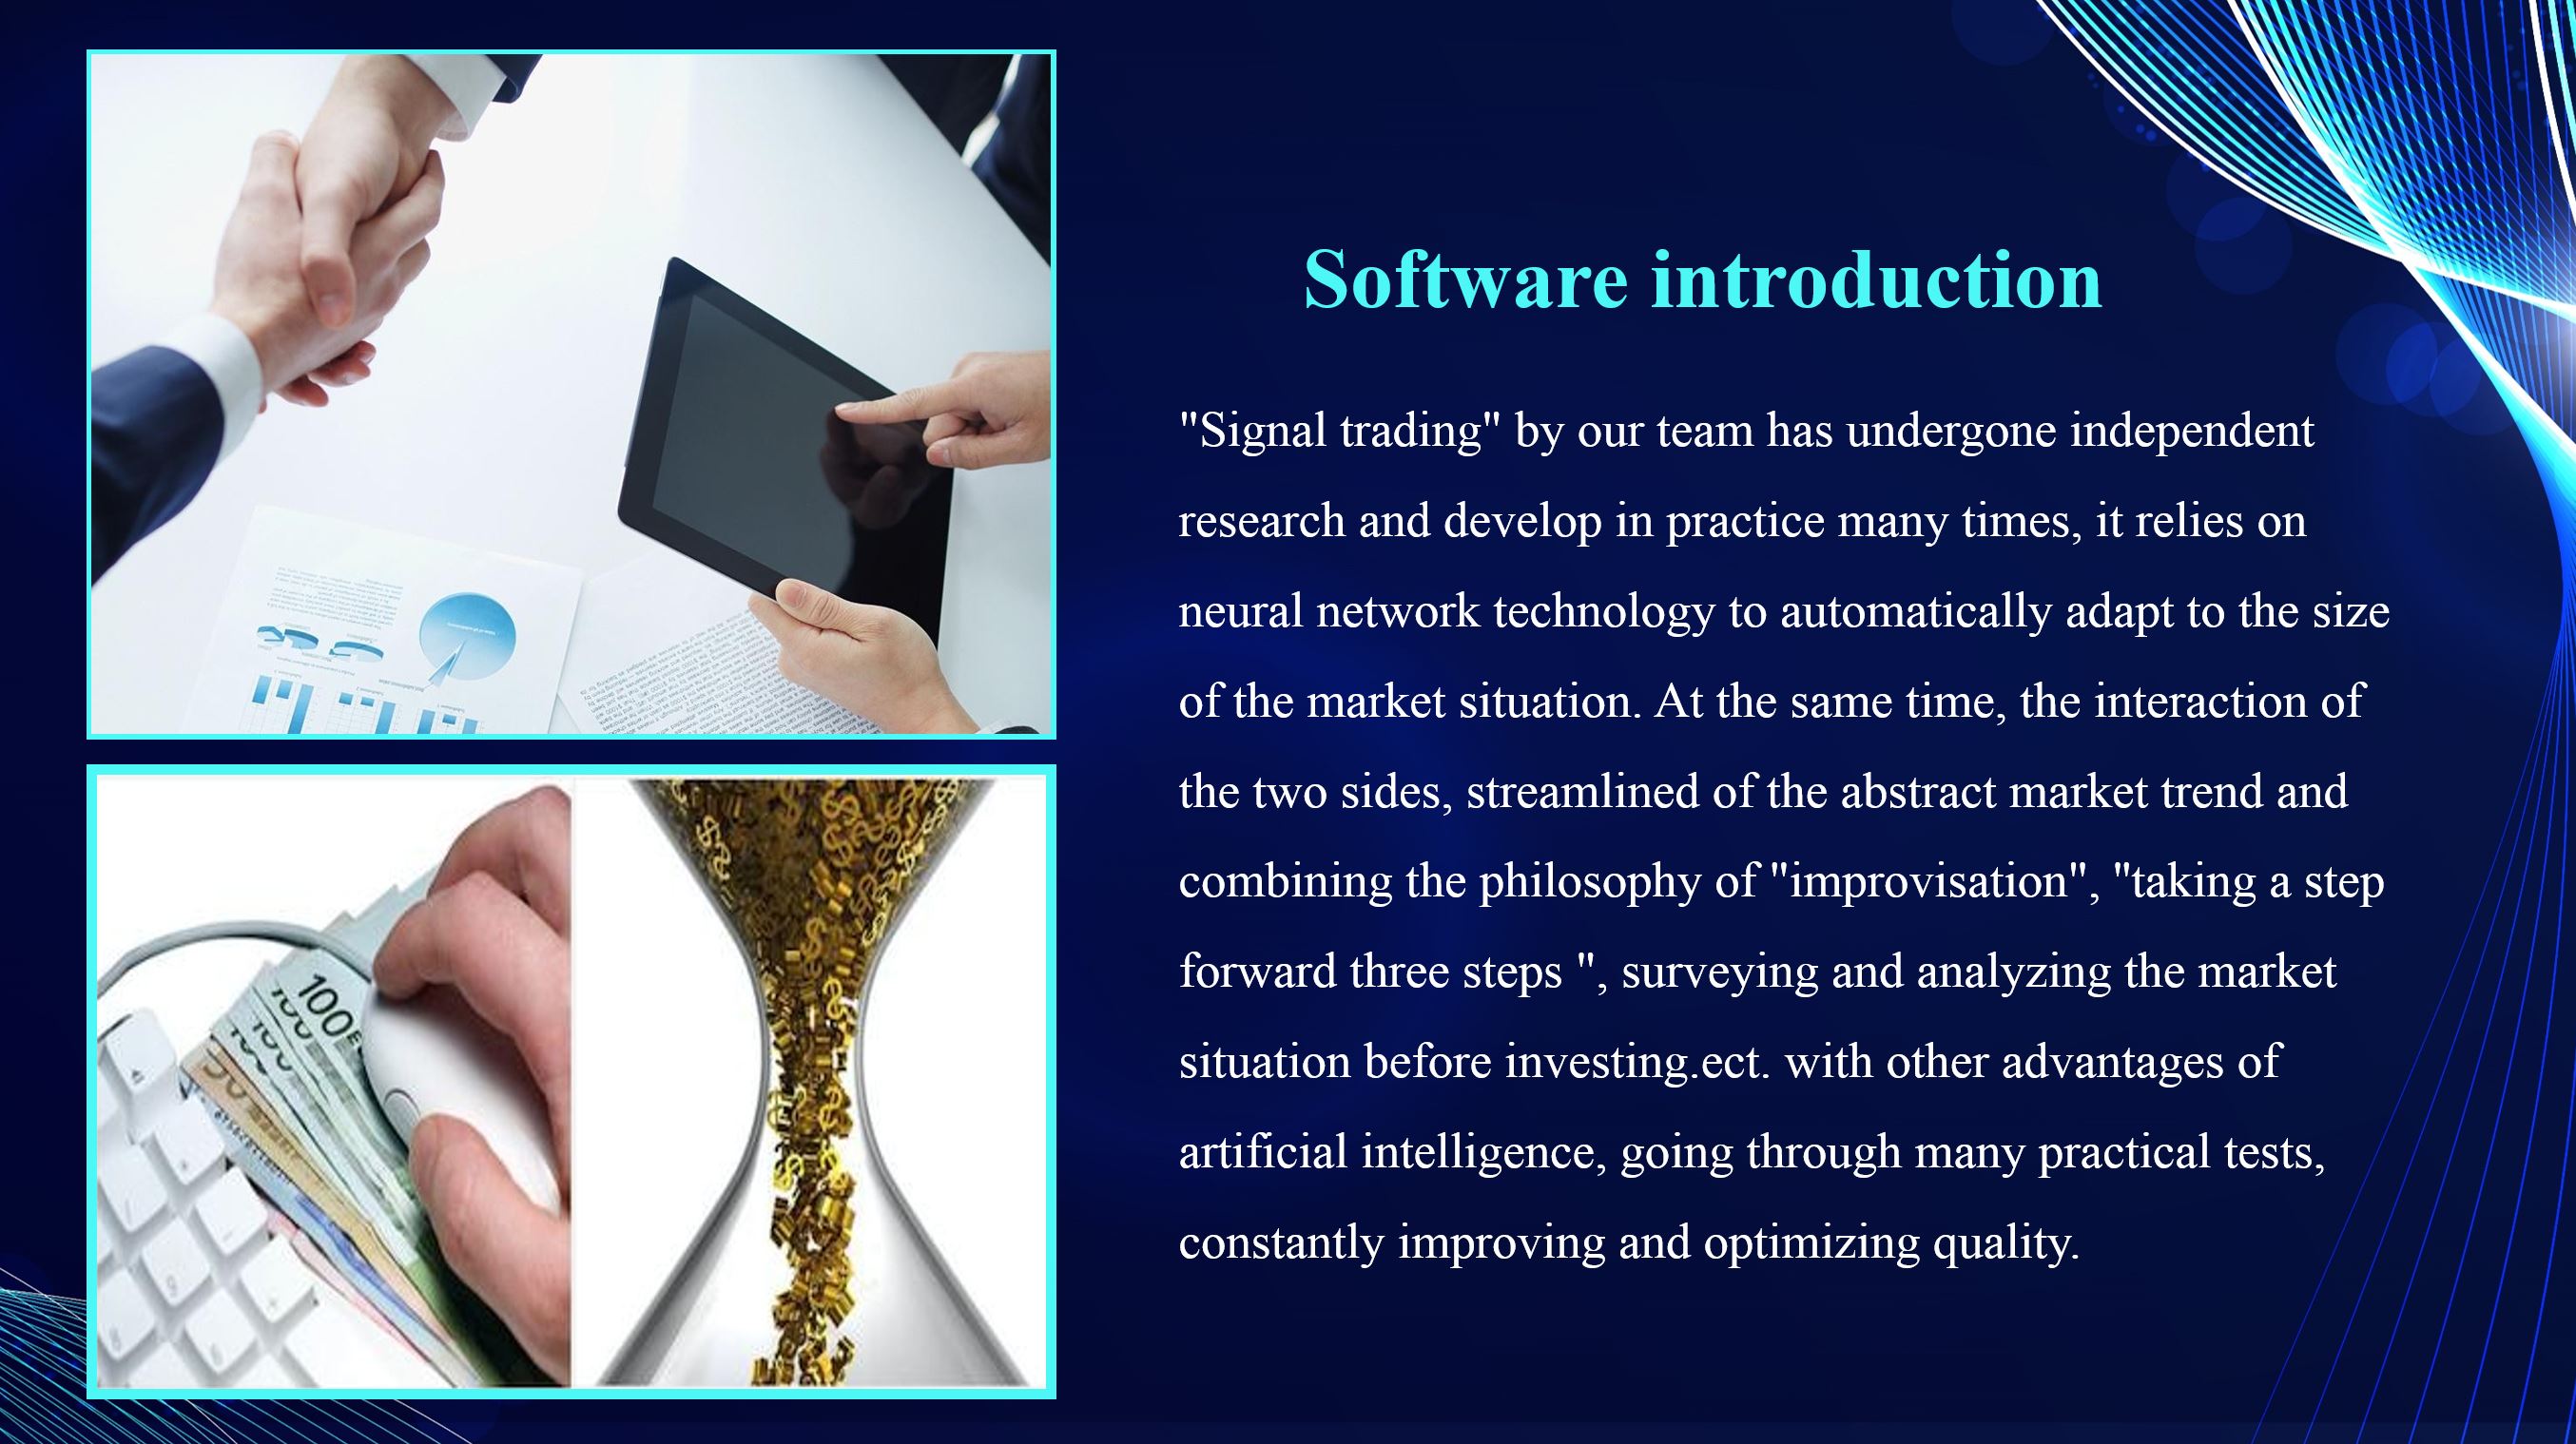 Software introduction
"Signal trading" by our team has undergone independent
research and develop in practice many times, it relies on
neural network technology to automatically adapt to the size
of the market situation. At the same time, the interaction of
the two sides, streamlined of the abstract market trend and
combining the philosophy of "improvisation", "taking a step
forward three steps ", surveying and analyzing the market
situation before investing.ect. with other advantages of
artificial intelligence, going through many practical tests,
constantly improving and optimizing quality.
100